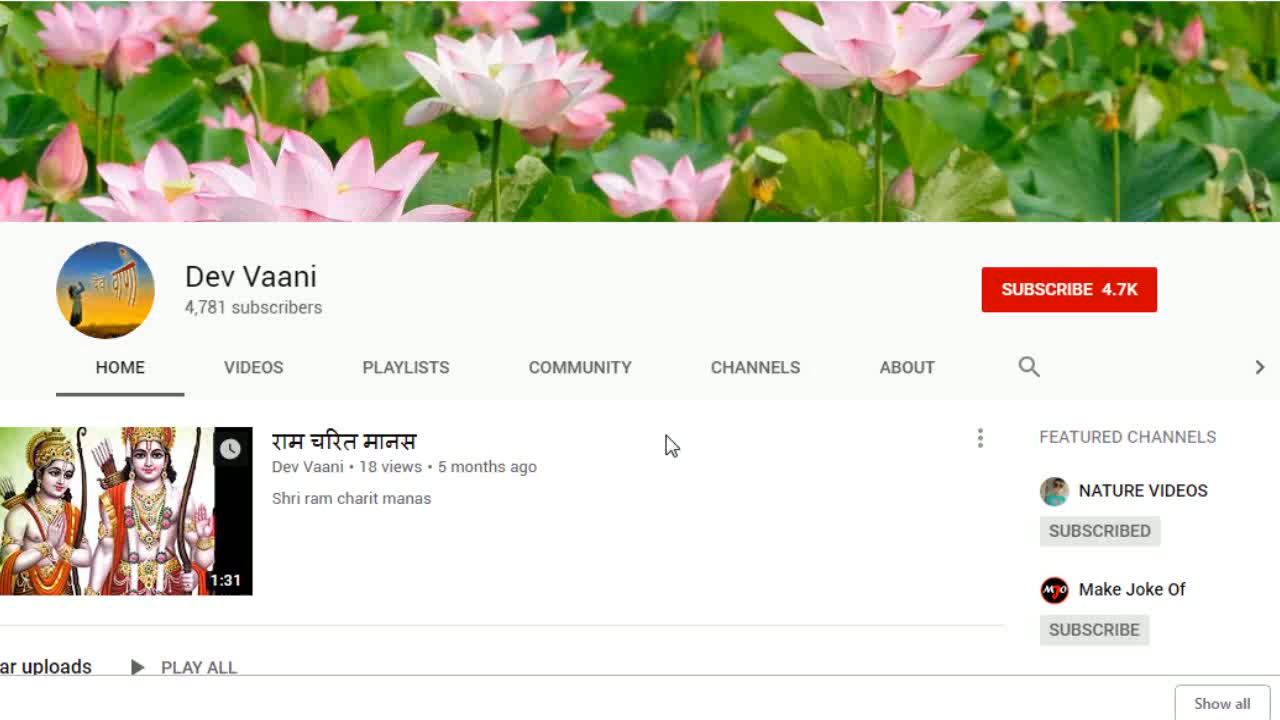 देव वाणी
Dev Vaani
4,781 subscribers
SUBSCRIBE 4.7K
HOME VIDEOS PLAYLISTS COMMUNITY CHANNELS ABOUT
राम चरित मानस
Dev Vaani • 18 views • 5 months ago
Shri ram charit manas
1:31
FEATURED CHANNELS
NATURE VIDEOS
SUBSCRIBED
MJO
Make Joke Of
SUBSCRIBE
ar uploads
PLAY ALL
Show all